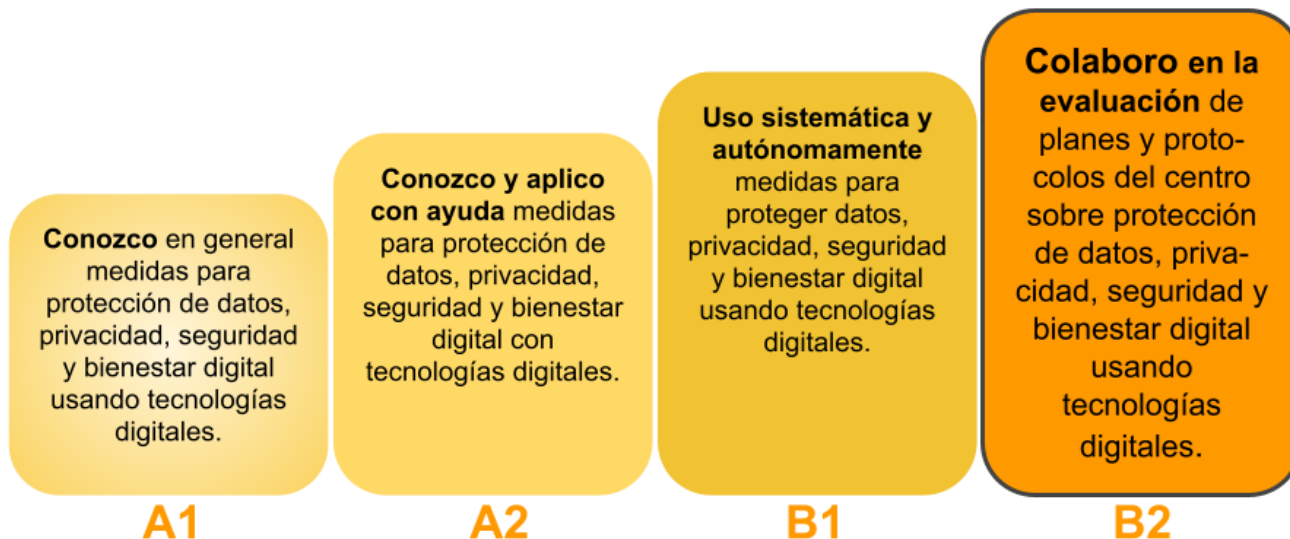 Conozco en general
medidas para
protección de datos,
privacidad, seguridad
y bienestar digital
usando tecnologías
digitales.
A1
Conozco y aplico
con ayuda medidas
para protección de
datos, privacidad,
seguridad y bienestar
digital con
tecnologías digitales.
A2
Uso sistemática y
autónomamente
medidas para
proteger datos,
privacidad, seguridad
y bienestar digital
usando tecnologías
digitales.
B1
Colaboro en la
evaluación de
planes y proto-
colos del centro
sobre protección
de datos, priva-
cidad, seguridad y
bienestar digital
usando
tecnologías
digitales.
B2